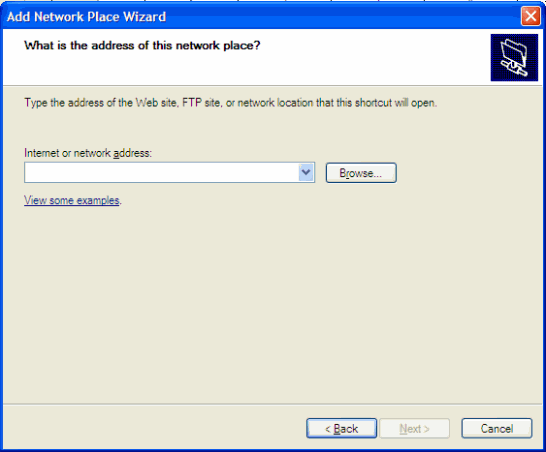 Add Network Place Wizard
What is the address of this network place?
Type the address of the Web site, FTP site, or network location that this shortcut will open.
Internet or network address:
Browse...
View some examples.
< Back
Next >
Cancel